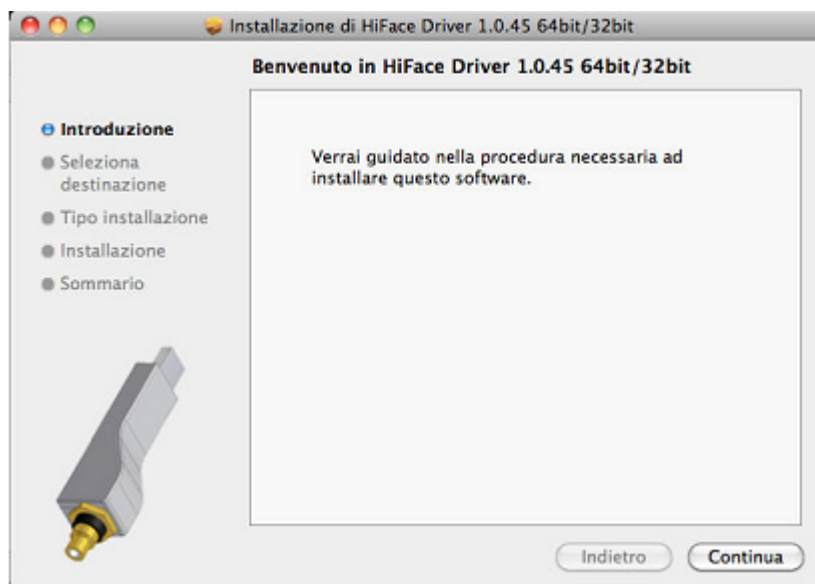 Installazione di HiFace Driver 1.0.45 64bit/32bit
Benvenuto in HiFace Driver 1.0.45 64bit/32bit
Introduzione
Seleziona
destinazione
Tipo installazione
Installazione
Sommario
Verrai guidato nella procedura necessaria ad
installare questo software.
Indietro
Continua